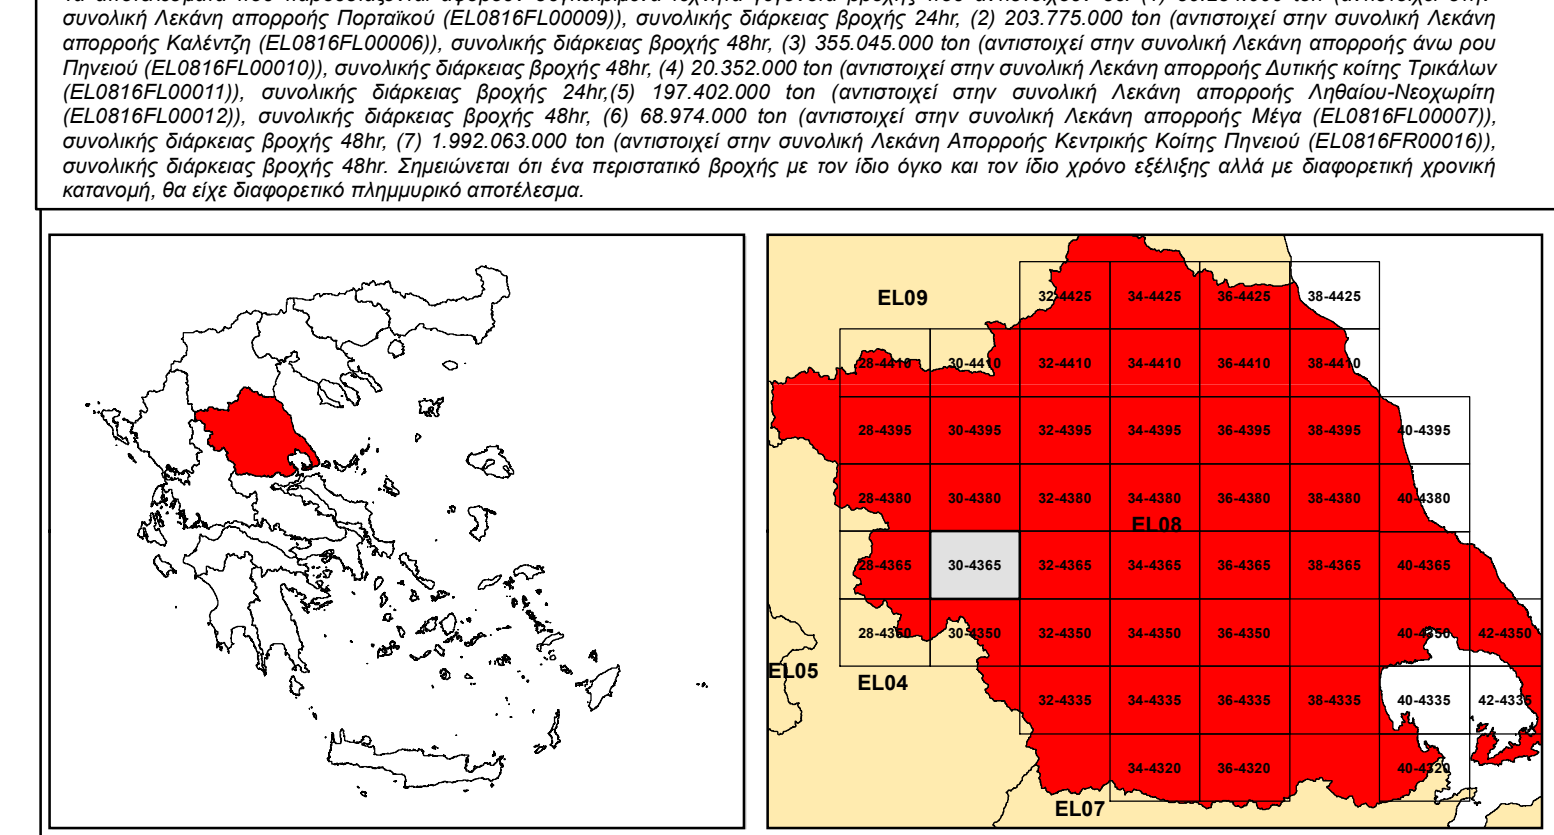 συνολική Λεκάνη απορροής Πορταϊκού (EL0816FL00009)), συνολικής διάρκειας βροχής 24hr, (2) 203.775.000 ton (αντιστοιχεί στην συνολική Λεκάνη
απορροής Καλέντζη (EL0816FL00006)), συνολικής διάρκειας βροχής 48hr, (3) 355.045.000 ton (αντιστοιχεί στην συνολική Λεκάνη απορροής άνω ρου
Πηνειού (EL0816FL00010)), συνολικής διάρκειας βροχής 48hr, (4) 20.352.000 ton (αντιστοιχεί στην συνολική Λεκάνη απορροής Δυτικής κοίτης Τρικάλων
(EL0816FL00011)), συνολικής διάρκειας βροχής 24hr,(5) 197.402.000 ton (αντιστοιχεί στην συνολική Λεκάνη απορροής Ληθαίου-Νεοχωρίτη
(EL0816FL00012)), συνολικής διάρκειας βροχής 48hr, (6) 68.974.000 ton (αντιστοιχεί στην συνολική Λεκάνη απορροής Μέγα (EL0816FL00007)),
συνολικής διάρκειας βροχής 48hr, (7) 1.992.063.000 ton (αντιστοιχεί στην συνολική Λεκάνη Απορροής Κεντρικής Κοίτης Πηνειού (EL0816FR00016)),
συνολικής διάρκειας βροχής 48hr. Σημειώνεται ότι ένα περιστατικό βροχής με τον ίδιο όγκο και τον ίδιο χρόνο εξέλιξης αλλά με διαφορετική χρονική
κατανομή, θα είχε διαφορετικό πλημμυρικό αποτέλεσμα.
EL09
32-4425 34-4425 36-4425 38-4425
28-4410 30-4410 32-4410 34-4410 36-4410 38-4410
28-4395 30-4395 32-4395 34-4395 36-4395 38-4395 40-4395
28-4380 30-4380 32-4380 34-4380 36-4380 38-4380 40-4380
EL08
28-4365 30-4365 32-4365 34-4365 36-4365 38-4365 40-4365
28-4350 30-4350 32-4350 34-4350 36-4350 40-4350 42-4350
EL05
EL04
32-4335 34-4335 36-4335 38-4335 40-4335 42-4335
34-4320 36-4320 40-4320
EL07